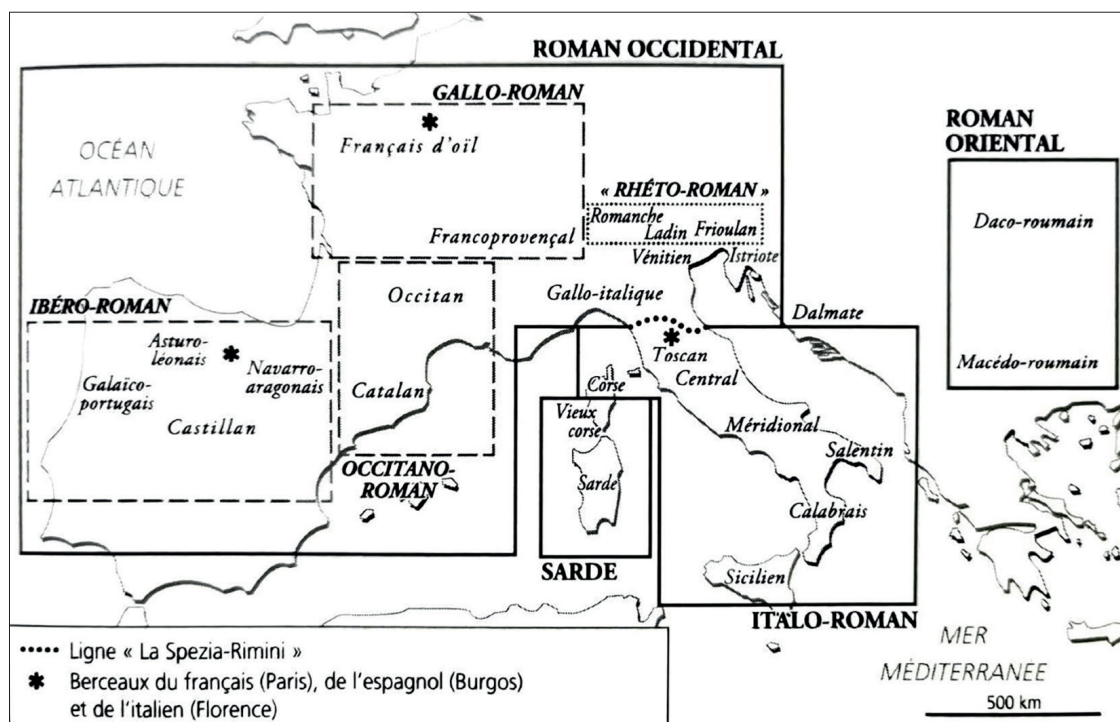 ROMAN OCCIDENTAL
GALLO-ROMAN
Français d'oïl
OCÉAN
ATLANTIQUE
ROMAN
ORIENTAL
« RHÉTO-ROMAN »
Romanche
Ladin
Frioulan
Daco-roumain
Francoprovençal
Vénitien
Istriote
Occitan
Gallo-italique
IBÉRO-ROMAN
Dalmate
Asturo-
léonais
Navarro-
aragonais
Toscan
Macédo-roumain
Galaïco-
portugais
Catalan
Corse
Central
Castillan
Vieux
corse
Méridional
Salentin
OCCITANO-
ROMAN
Sarde
Calabrais
SARDE
Sicilien
ITALO-ROMAN
MER
MÉDITERRANÉE
Ligne « La Spezia-Rimini »
Berceaux du français (Paris), de l'espagnol (Burgos)
et de l'italien (Florence)
500 km